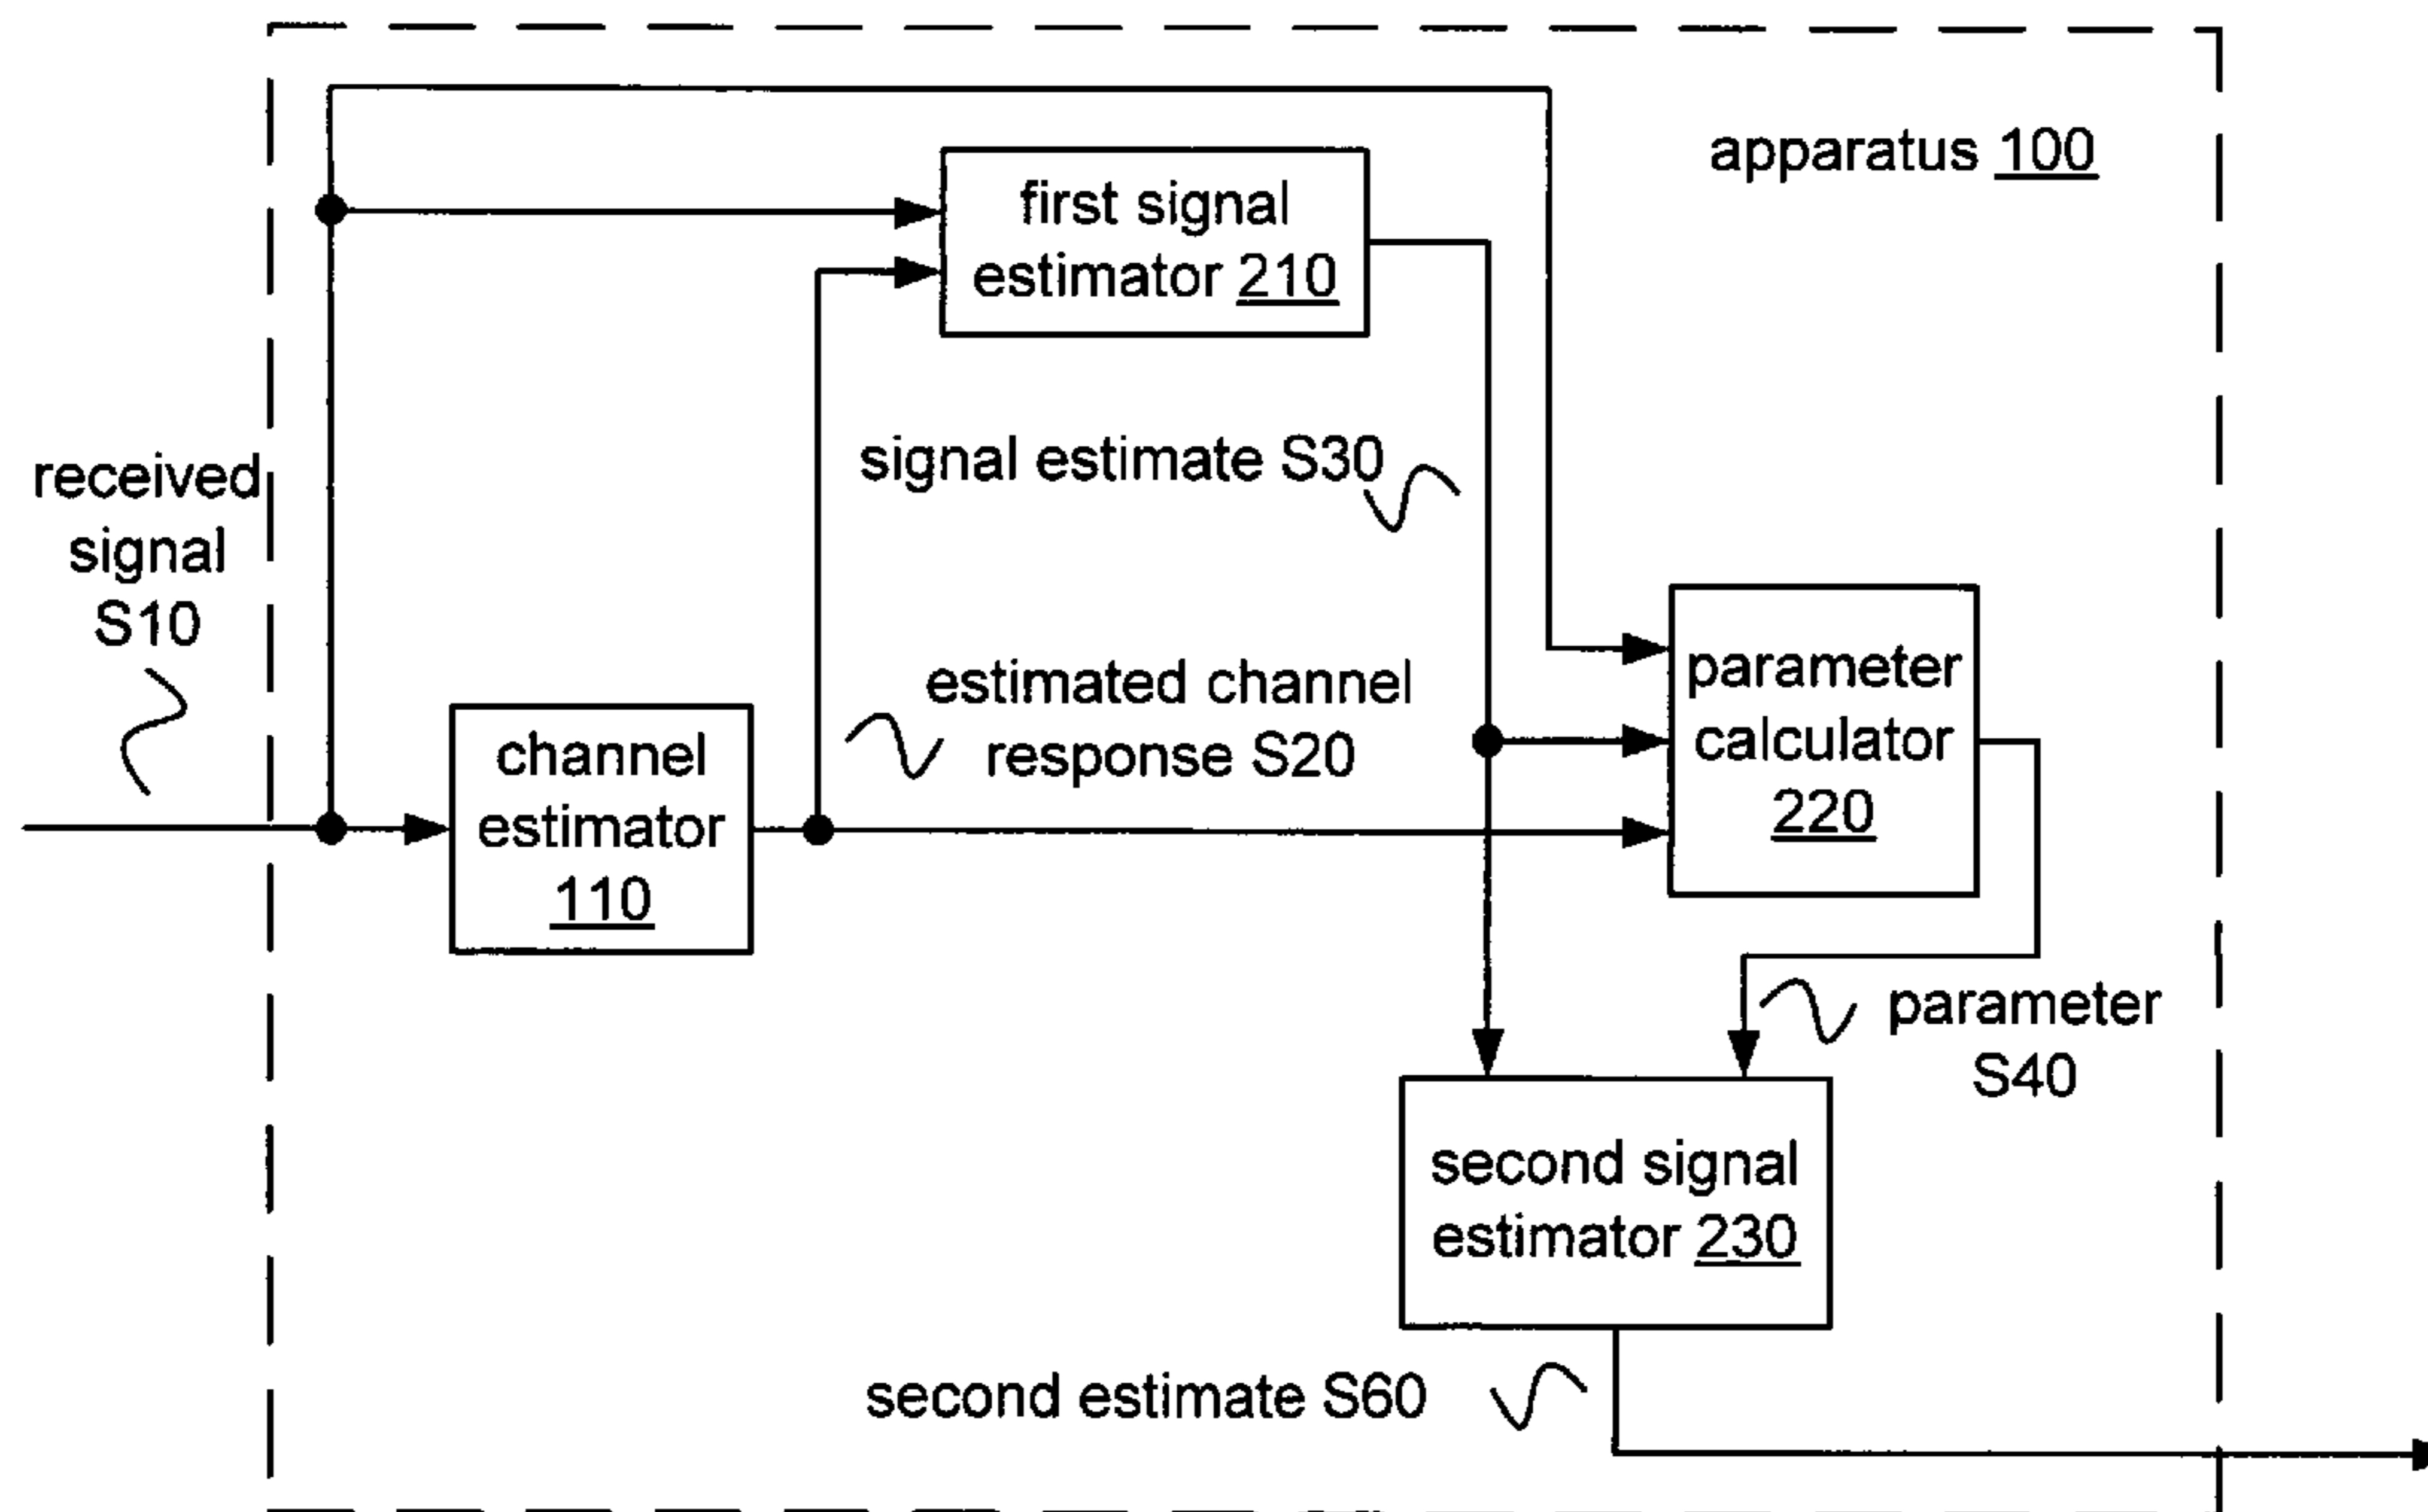 apparatus 100
first signal
estimator 210
received
signal
S10
signal estimate S30
estimated channel
response S20
channel
estimator
110
parameter
calculator
220
parameter
S40
second signal
estimator 230
second estimate S60